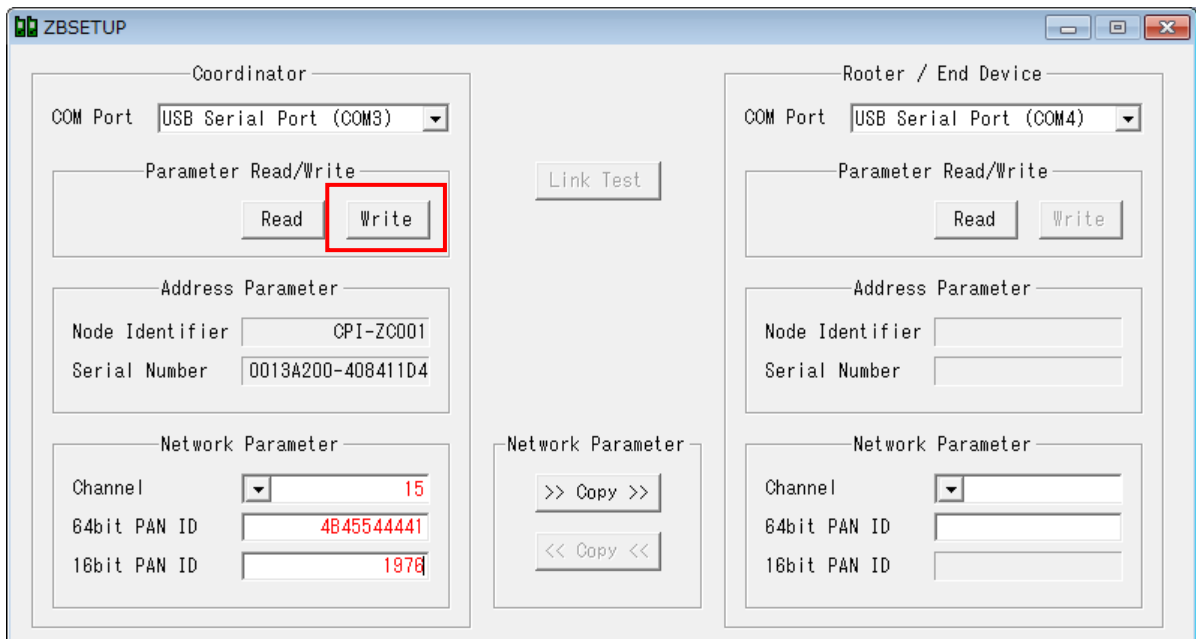 ZBSETUP
Coordinator
COM Port USB Serial Port (COM3)
Parameter Read/Write
Read Write
Address Parameter
Node Identifier CPI-ZC001
Serial Number 0013A200-408411D4
Network Parameter
Channel 15
64bit PAN ID 4B45544441
16bit PAN ID 1976
Link Test
Network Parameter
>> Copy >>
<< Copy <<
Rooter / End Device
COM Port USB Serial Port (COM4)
Parameter Read/Write
Read Write
Address Parameter
Node Identifier
Serial Number
Network Parameter
Channel
64bit PAN ID
16bit PAN ID